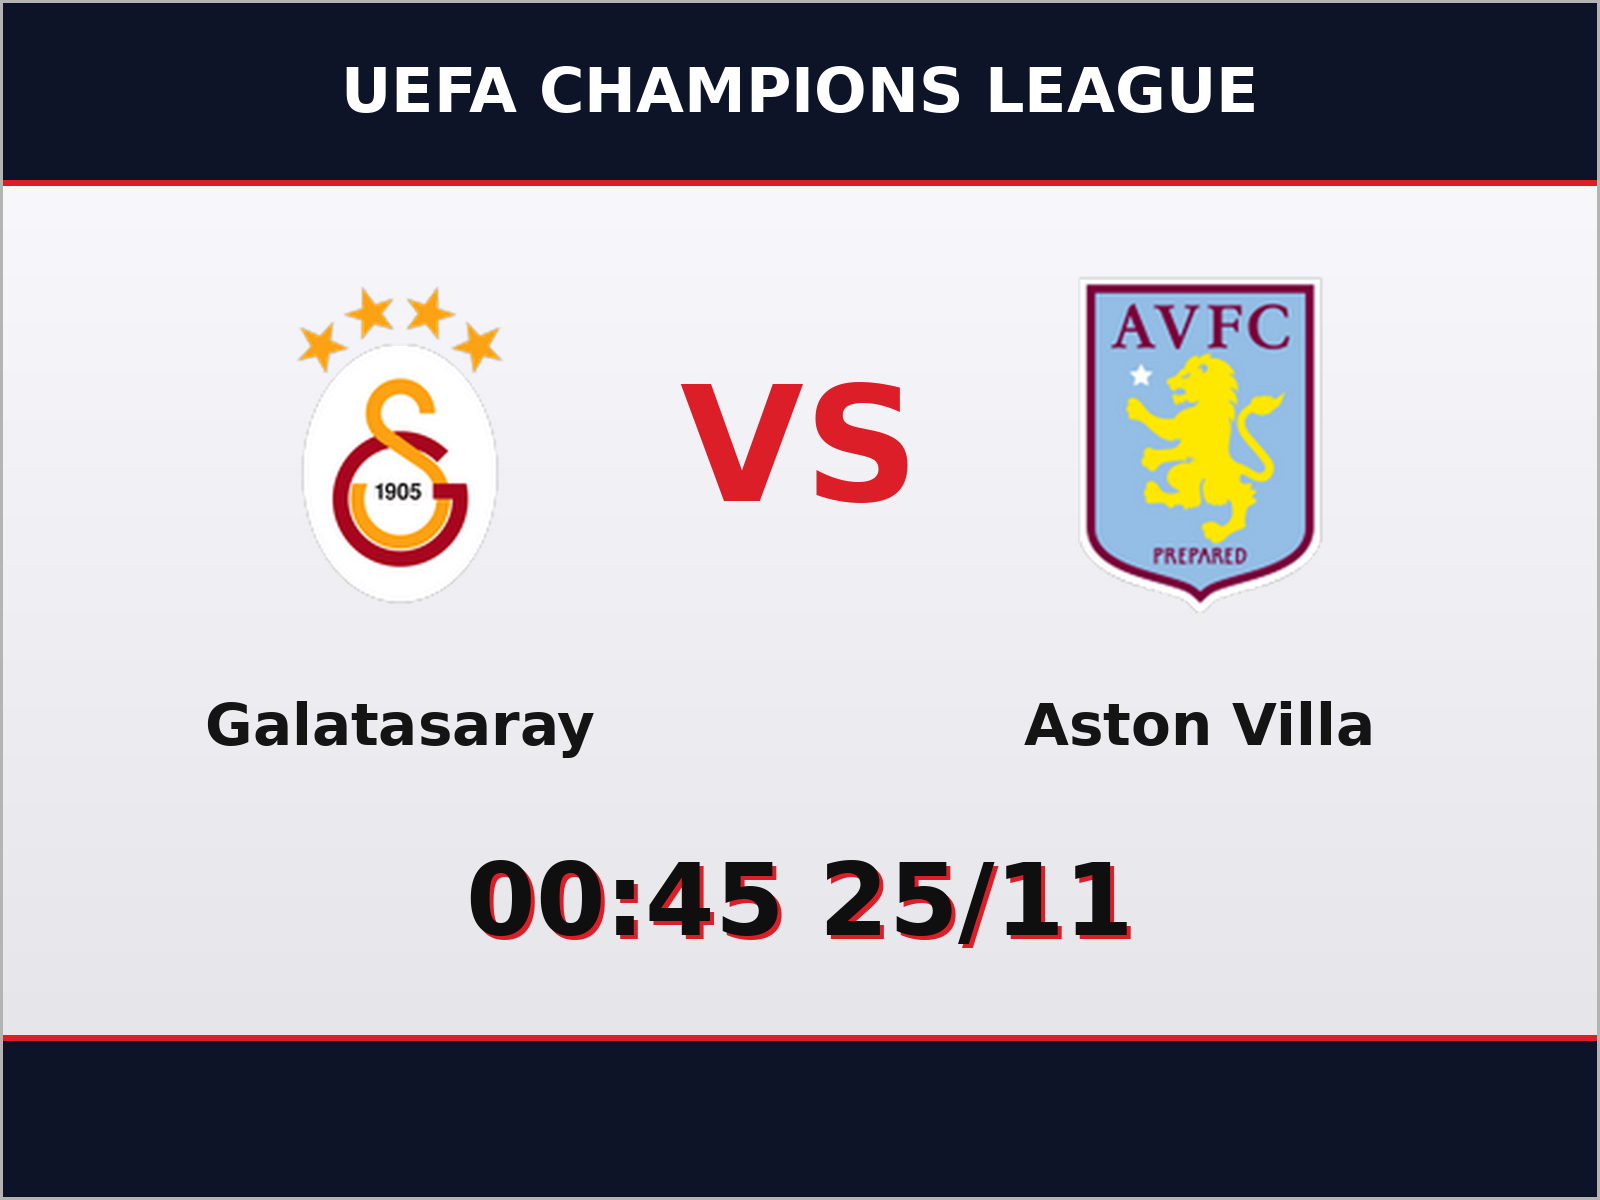 UEFA CHAMPIONS LEAGUE
1905
VS
AVFC
PREPARED
Galatasaray
Aston Villa
00:45 25/11